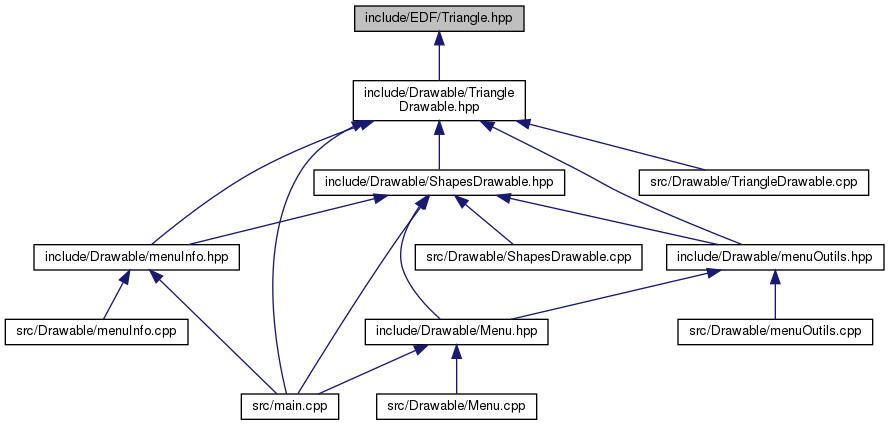 include/EDF/Triangle.hpp
include/Drawable/Triangle
Drawable.hpp
include/Drawable/ShapesDrawable.hpp
src/Drawable/TriangleDrawable.cpp
include/Drawable/menuInfo.hpp
src/Drawable/ShapesDrawable.cpp
include/Drawable/menuOutils.hpp
src/Drawable/menuInfo.cpp
include/Drawable/Menu.hpp
src/Drawable/menuOutils.cpp
src/main.cpp
src/Drawable/Menu.cpp